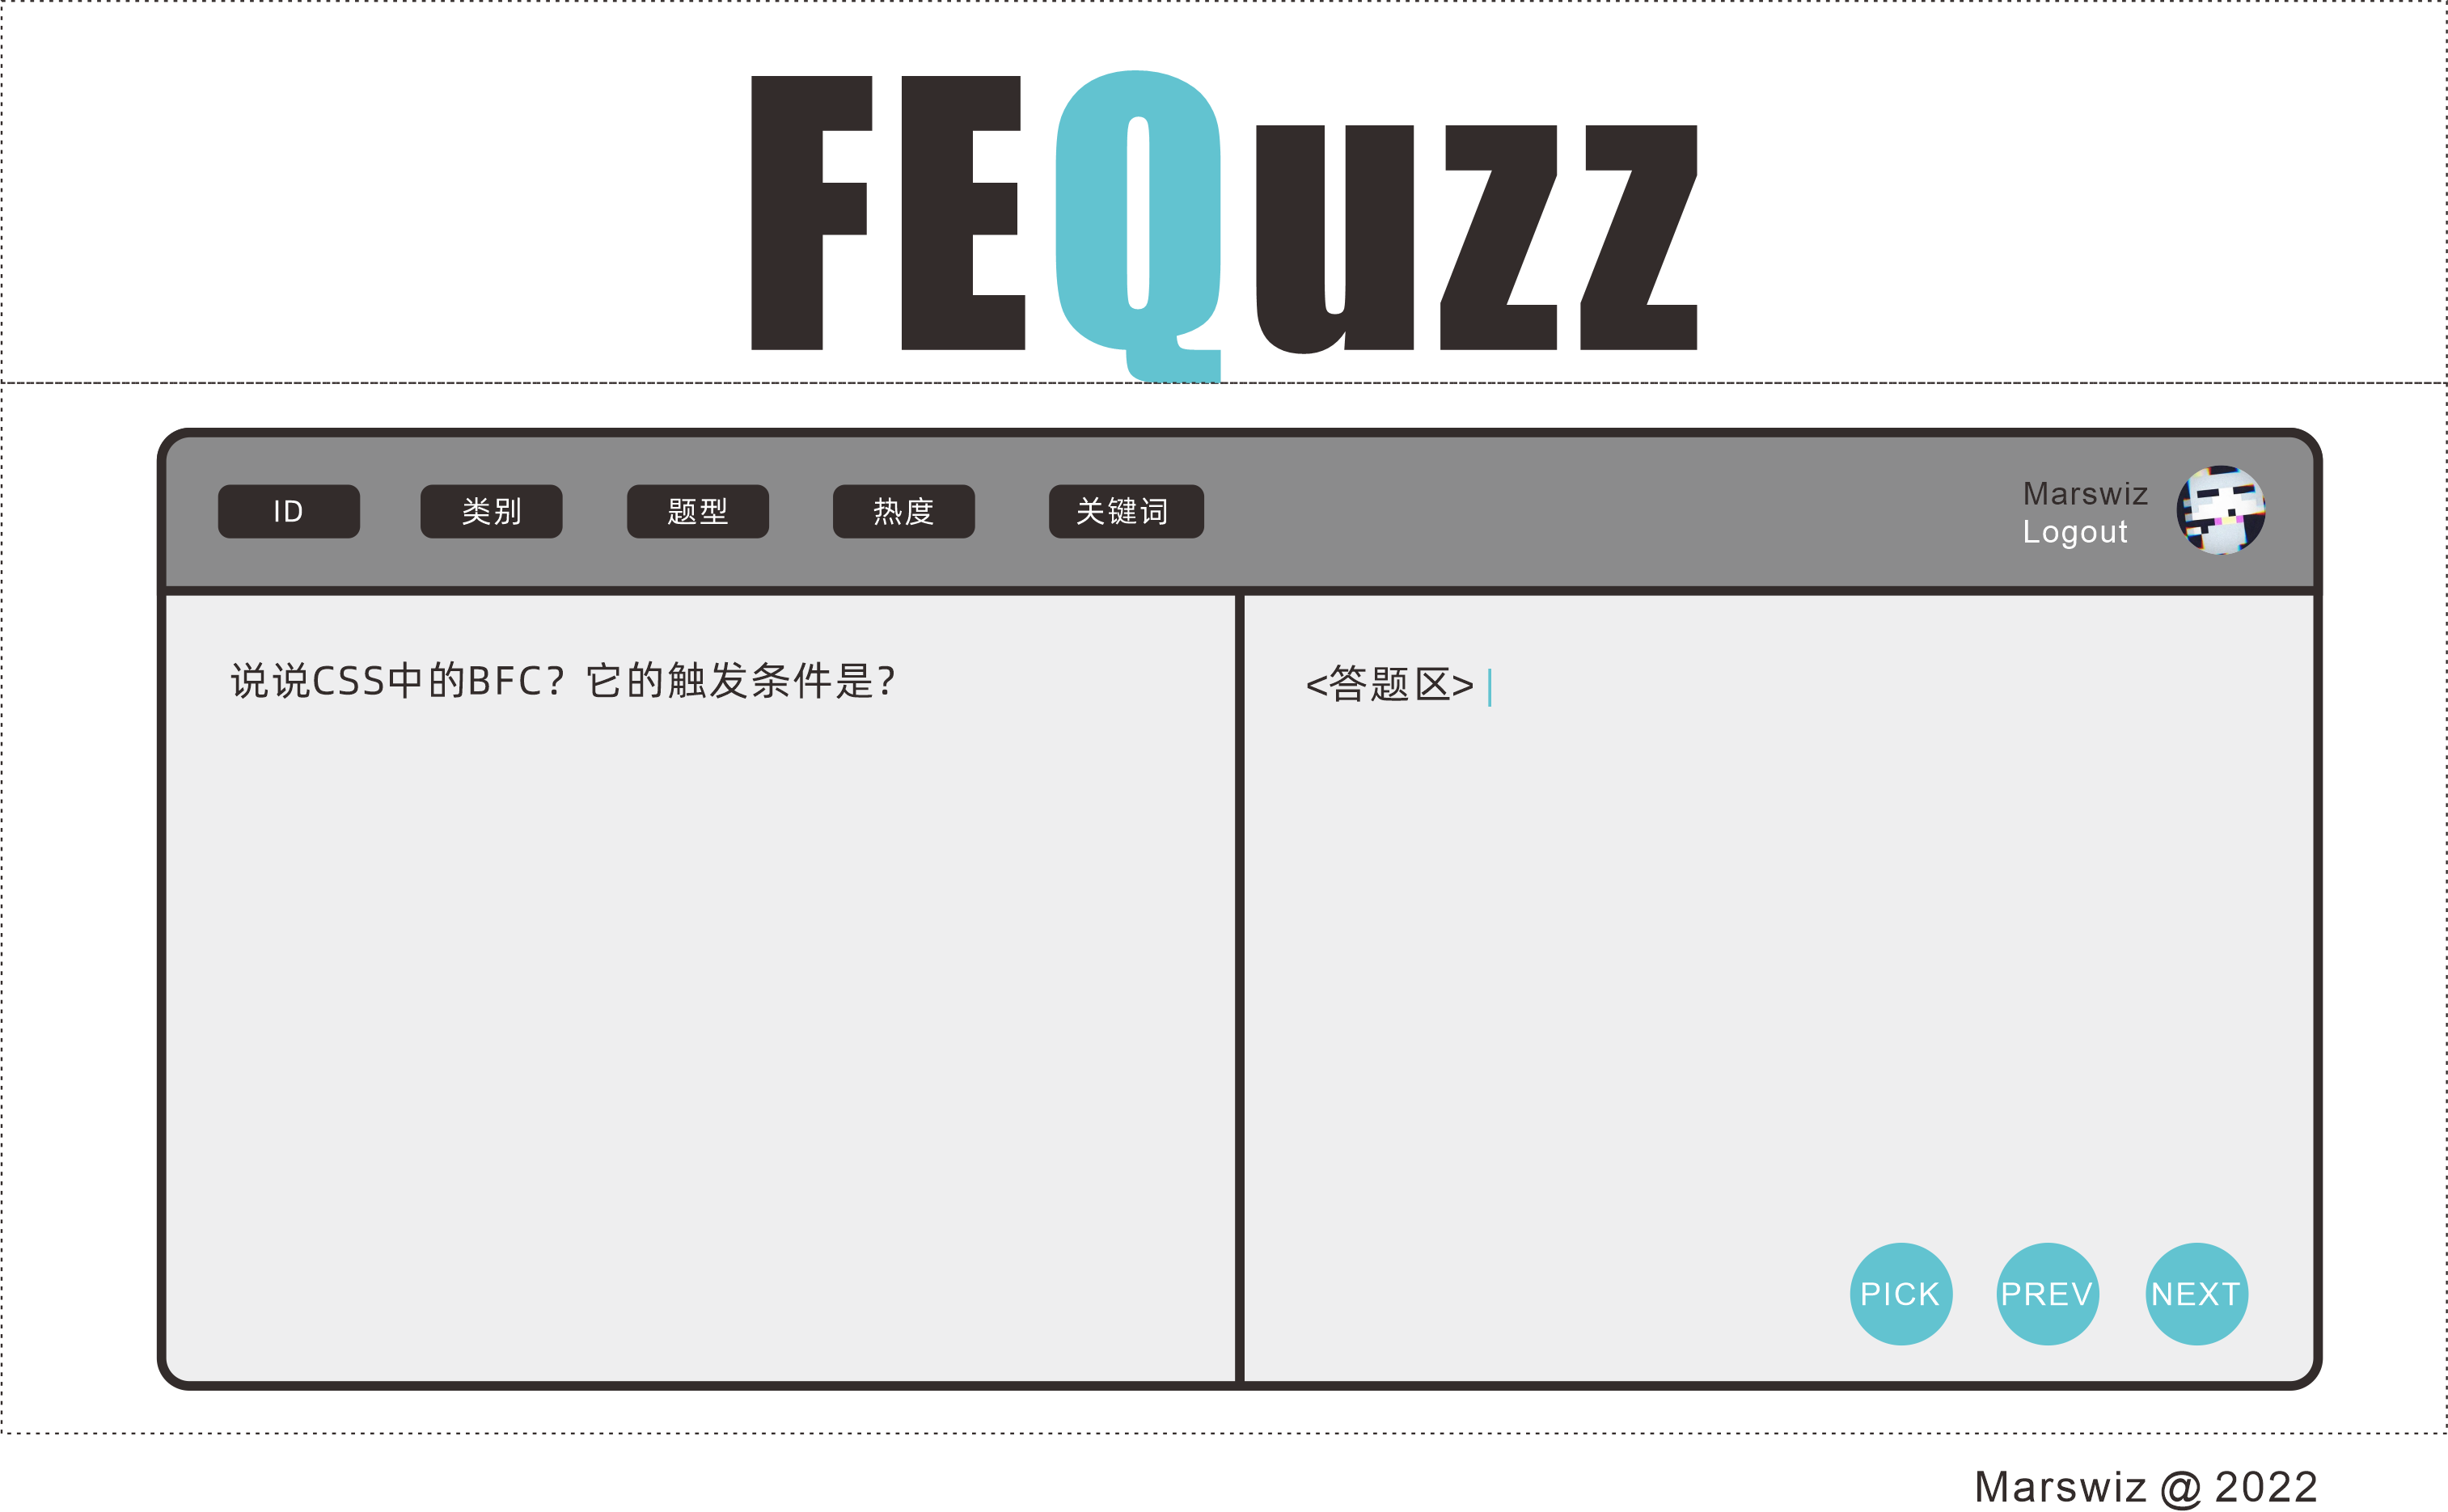 FEQuzz
ID 类别 题型 热度 关键词
Marswiz
Logout
说说CSS中的BFC？它的触发条件是？
<答题区>
PICK PREV NEXT
Marswiz @ 2022